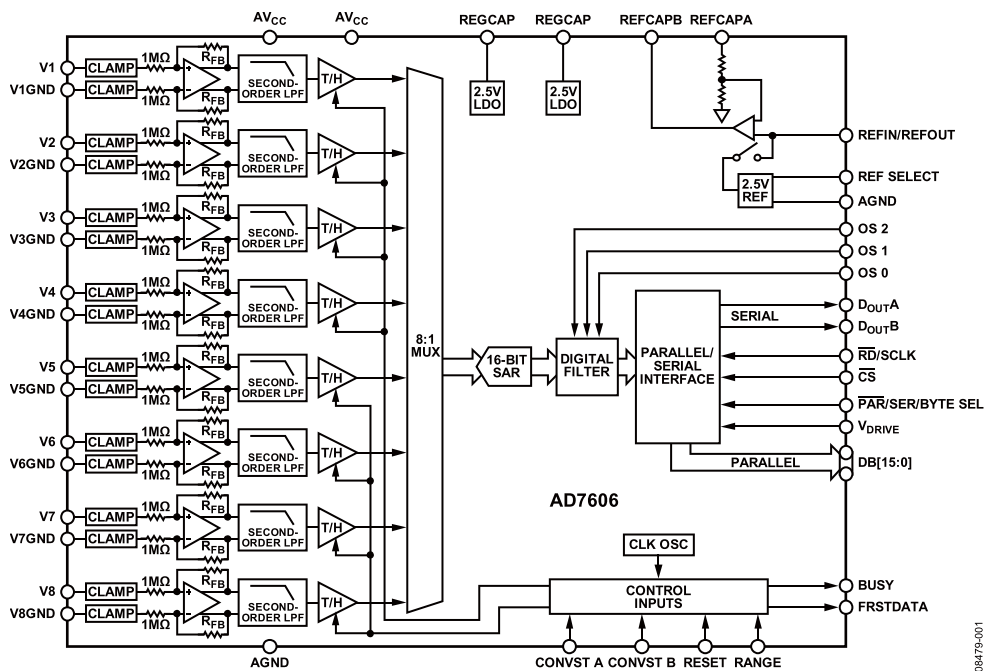 AVCC
AVCC
REGCAP
REGCAP
REFCAPB
REFCAPA
V1
CLAMP
1MΩ
RFB
V1GND
CLAMP
1MΩ
RFB
SECOND-
ORDER LPF
T/H
V2
CLAMP
1MΩ
RFB
V2GND
CLAMP
1MΩ
RFB
SECOND-
ORDER LPF
T/H
V3
CLAMP
1MΩ
RFB
V3GND
CLAMP
1MΩ
RFB
SECOND-
ORDER LPF
T/H
V4
CLAMP
1MΩ
RFB
V4GND
CLAMP
1MΩ
RFB
SECOND-
ORDER LPF
T/H
V5
CLAMP
1MΩ
RFB
V5GND
CLAMP
1MΩ
RFB
SECOND-
ORDER LPF
T/H
V6
CLAMP
1MΩ
RFB
V6GND
CLAMP
1MΩ
RFB
SECOND-
ORDER LPF
T/H
V7
CLAMP
1MΩ
RFB
V7GND
CLAMP
1MΩ
RFB
SECOND-
ORDER LPF
T/H
V8
CLAMP
1MΩ
RFB
V8GND
CLAMP
1MΩ
RFB
SECOND-
ORDER LPF
T/H
8:1
MUX
2.5V
LDO
2.5V
LDO
2.5V
REF
REFIN/REFOUT
REF SELECT
AGND
OS 2
OS 1
OS 0
16-BIT
SAR
DIGITAL
FILTER
PARALLEL/
SERIAL
INTERFACE
SERIAL
DOUTA
DOUTB
RD/SCLK
CS
PAR/SER/BYTE SEL
VDRIVE
PARALLEL
DB[15:0]
AD7606
CLK OSC
CONTROL
INPUTS
BUSY
FRSTDATA
AGND
CONVST A
CONVST B
RESET
RANGE
08479-001